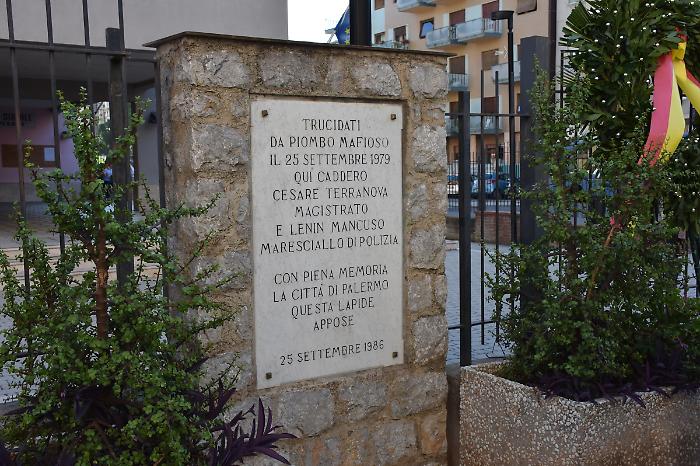 TRUCIDATI
DA PIOMBO MAFIOSO
IL 25 SETTEMBRE 1979
QUI CADDERO
CESARE TERRANOVA
MAGISTRATO
E LENIN MANCUSO
MARESCIALLO DI POLIZIA
CON PIENA MEMORIA
LA CITTÀ DI PALERMO
QUESTA LAPIDE
APPOSE
25 SETTEMBRE 1986